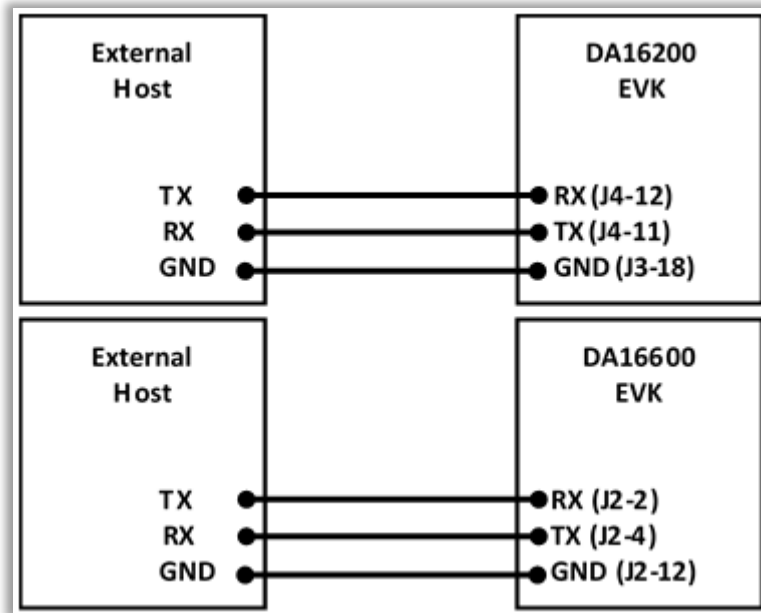 External
Host
DA16200
EVK
TX
RX (J4-12)
RX
TX (J4-11)
GND
GND (J3-18)
External
Host
DA16600
EVK
TX
RX (J2-2)
RX
TX (J2-4)
GND
GND (J2-12)